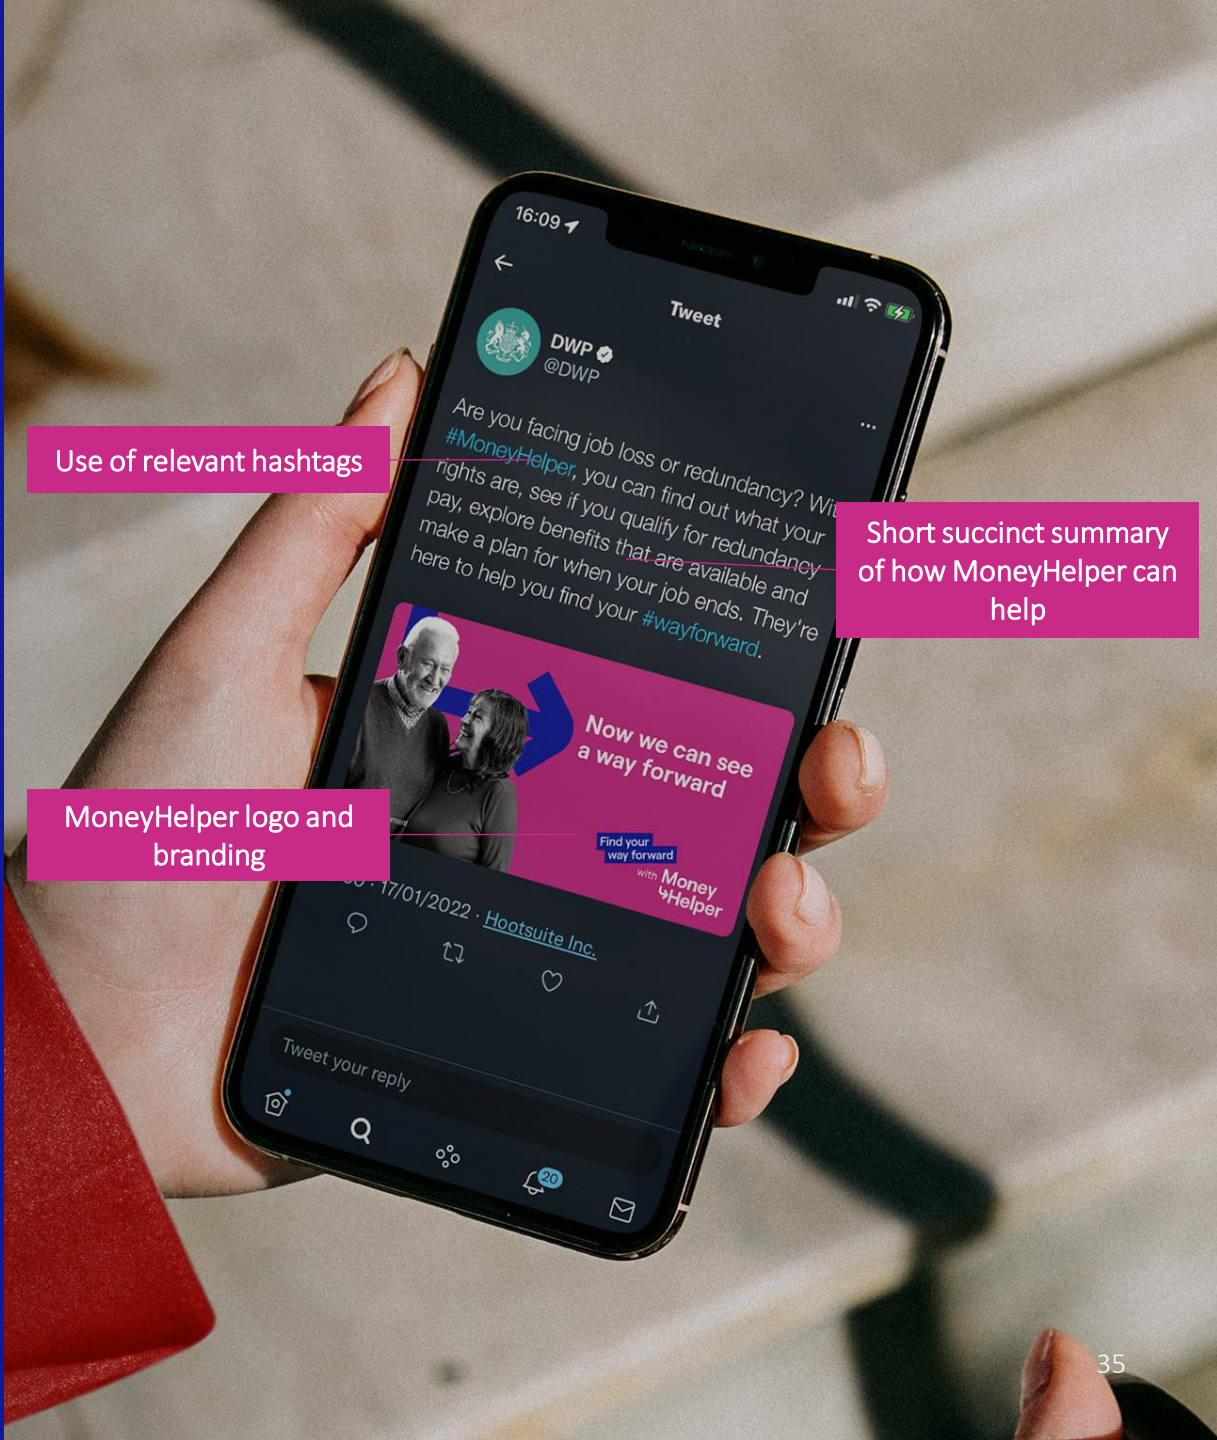 16:09
Tweet
DWP
@DWP
Are you facing job loss or redundancy?
#MoneyHelper, you can find out what your
rights are, see if you qualify for redundancy
pay, explore benefits that are available and
make a plan for when your job ends. They're
here to help you find your #wayforward.
Use of relevant hashtags
Short succinct summary
of how MoneyHelper can
help
Now we can see
a way forward
MoneyHelper logo and
branding
Find your
way forward
with Money
Helper
· 17/01/2022 · Hootsuite Inc.
Tweet your reply
20
35